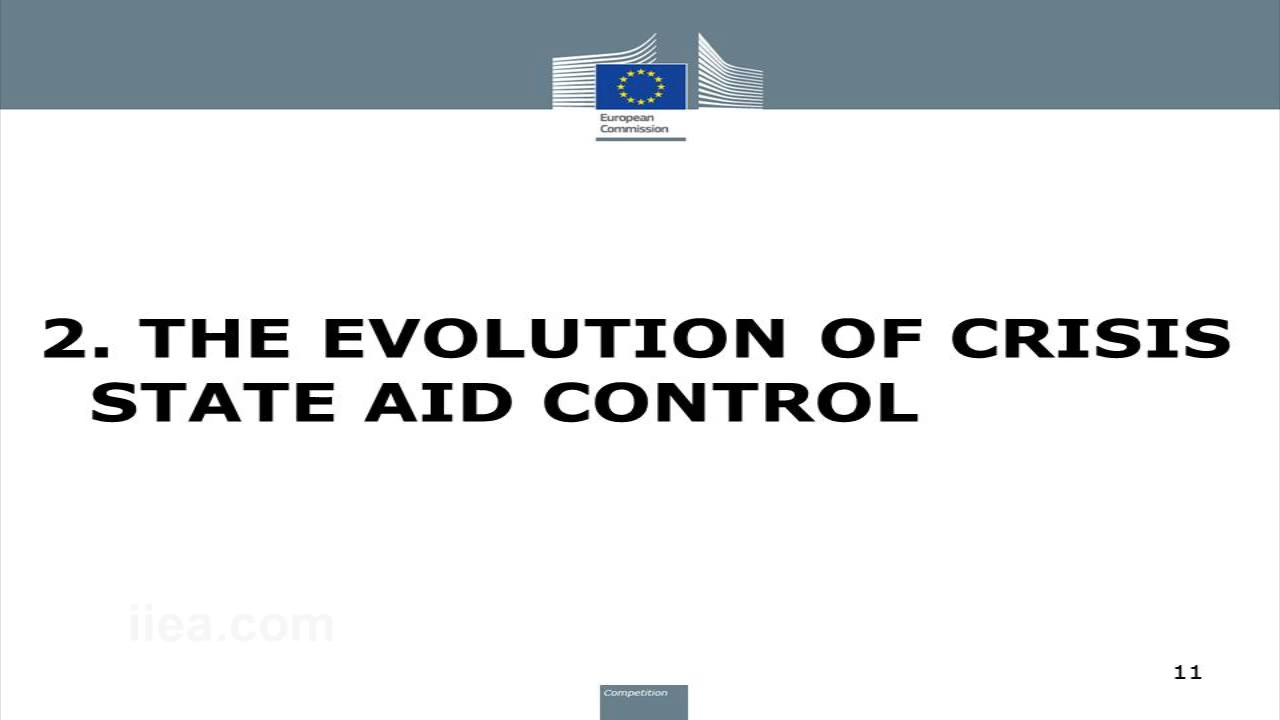 European
Commission
2. THE EVOLUTION OF CRISIS
STATE AID CONTROL
iiea.com
11
Competition